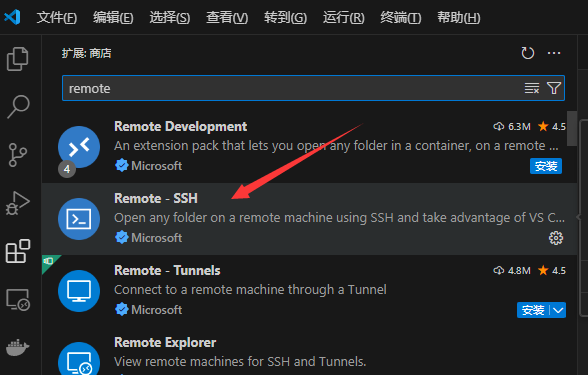 文件(F) 编辑(E) 选择(S) 查看(V) 转到(G) 运行(R) 终端(T) 帮助(H)
扩展: 商店
remote
Remote Development 6.3M 4.5
An extension pack that lets you open any folder in a container, on a remote ...
4 Microsoft 安装
Remote - SSH
Open any folder on a remote machine using SSH and take advantage of VS C...
Microsoft
Remote - Tunnels 4.8M 4.5
Connect to a remote machine through a Tunnel
Microsoft 安装
Remote Explorer
View remote machines for SSH and Tunnels.